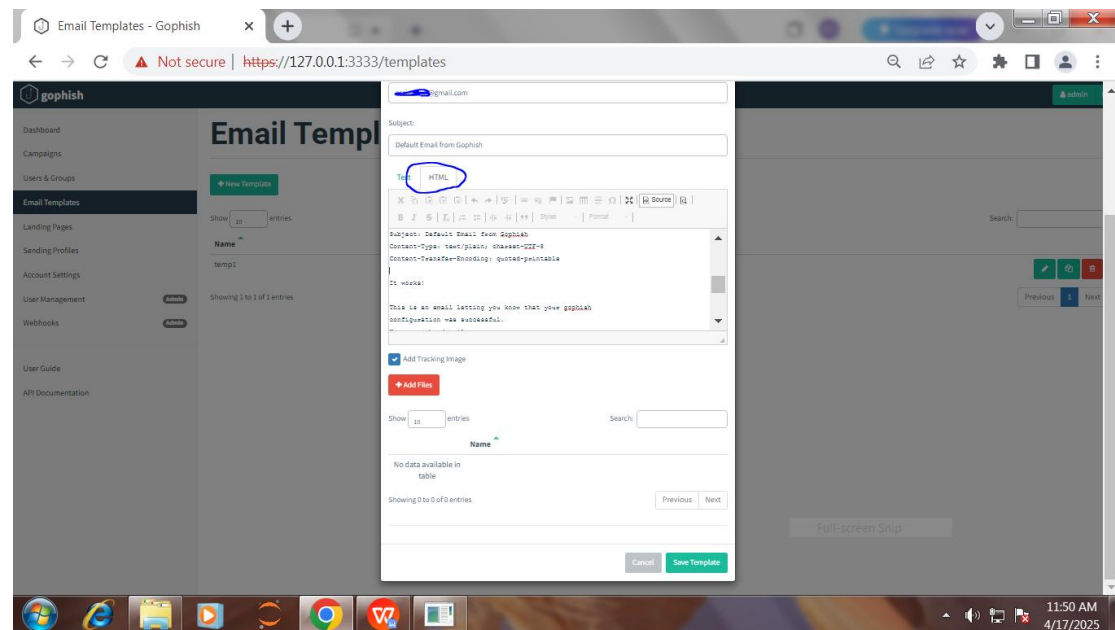 Email Templates - Gophish
Not secure | https://127.0.0.1:3333/templates
gophish
admin
Dashboard
Campaigns
Users & Groups
Email Templates
Landing Pages
Sending Profiles
Account Settings
User Management Admin
Webhooks Admin
User Guide
API Documentation
Email Templ
New Template
Show 10 entries
Search:
Name
temp1
Showing 1 to 1 of 1 entries
Previous 1 Next
@gmail.com
Subject:
Default Email from Gophish
Text HTML
Source
B I S Styles Format
Subject: Default Email from Gophish
Content-Type: text/plain; charset=UTF-8
Content-Transfer-Encoding: quoted-printable
It works!
This is an email letting you know that your gophish
configuration was successful.
Add Tracking Image
Add Files
Show 10 entries
Search:
Name
No data available in
table
Showing 0 to 0 of 0 entries
Previous Next
Full-screen Snip
Cancel Save Template
11:50 AM
4/17/2025